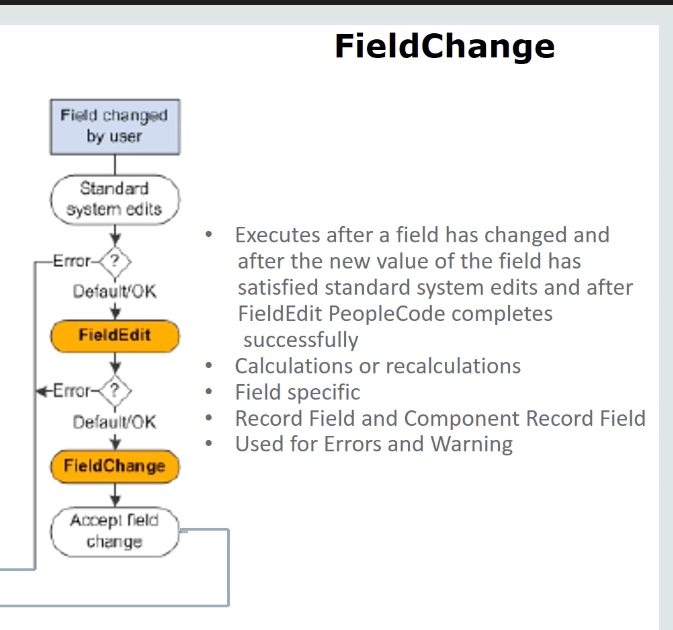 FieldChange
Field changed
by user
Standard
system edits
Error
?
Default/OK
FieldEdit
Error
?
Default/OK
FieldChange
Accept field
change
• Executes after a field has changed and
after the new value of the field has
satisfied standard system edits and after
FieldEdit PeopleCode completes
successfully
• Calculations or recalculations
• Field specific
• Record Field and Component Record Field
• Used for Errors and Warning